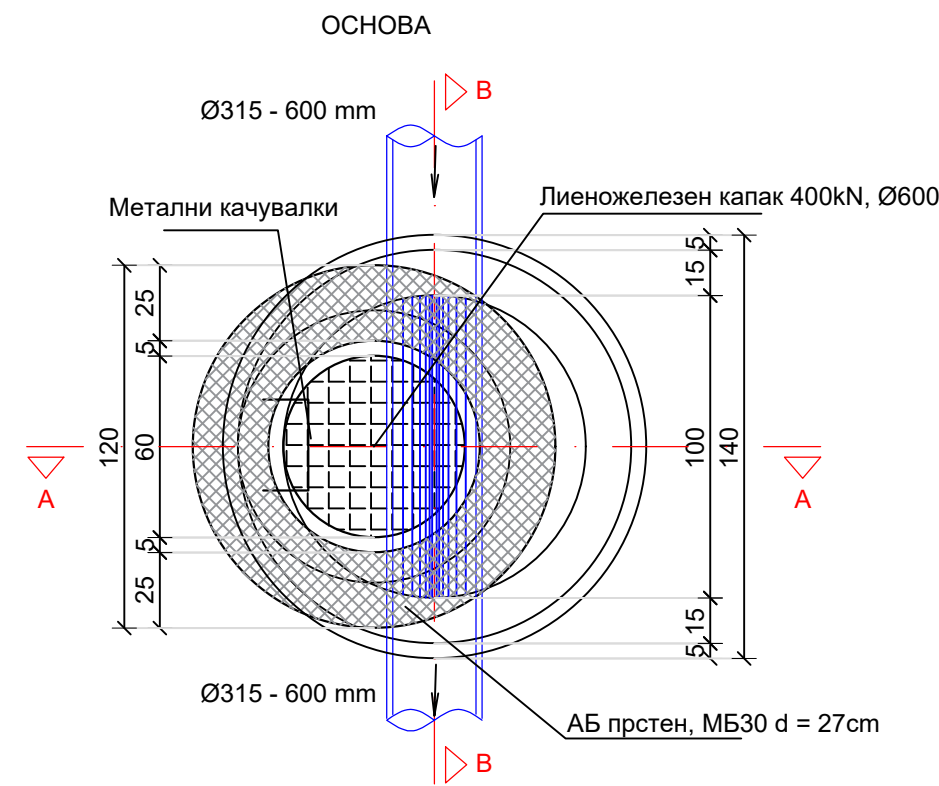 ОСНОВА
B
Ø315 - 600 mm
Метални качувалки
Лиеножелезен капак 400kN, Ø600
5
15
25
5
120
60
100
140
A
A
5
25
15
5
Ø315 - 600 mm
АБ прстен, МБ30 d = 27cm
B